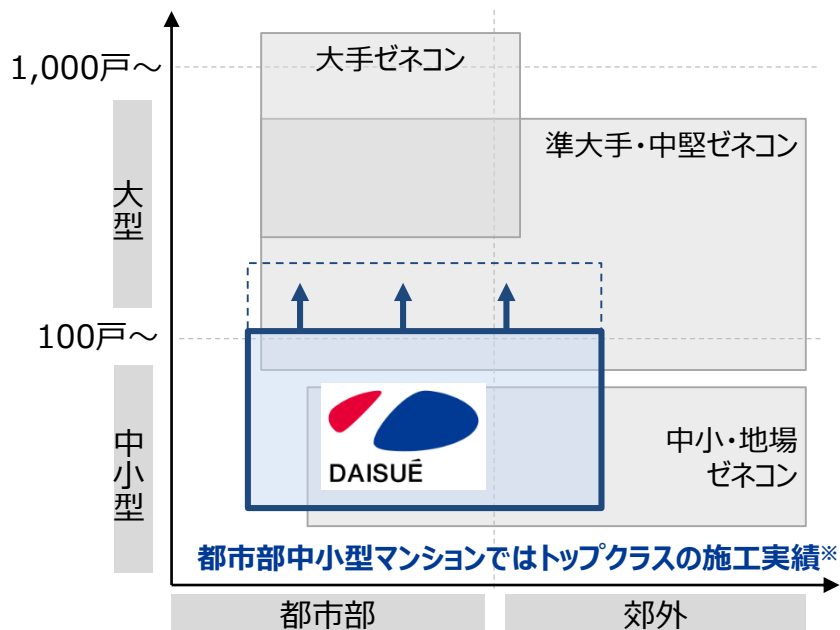 1,000戸～
大手ゼネコン
準大手・中堅ゼネコン
大型
100戸～
中小型
DAISUÉ
中小・地場
ゼネコン
都市部中小型マンションではトップクラスの施工実績※
都市部
郊外